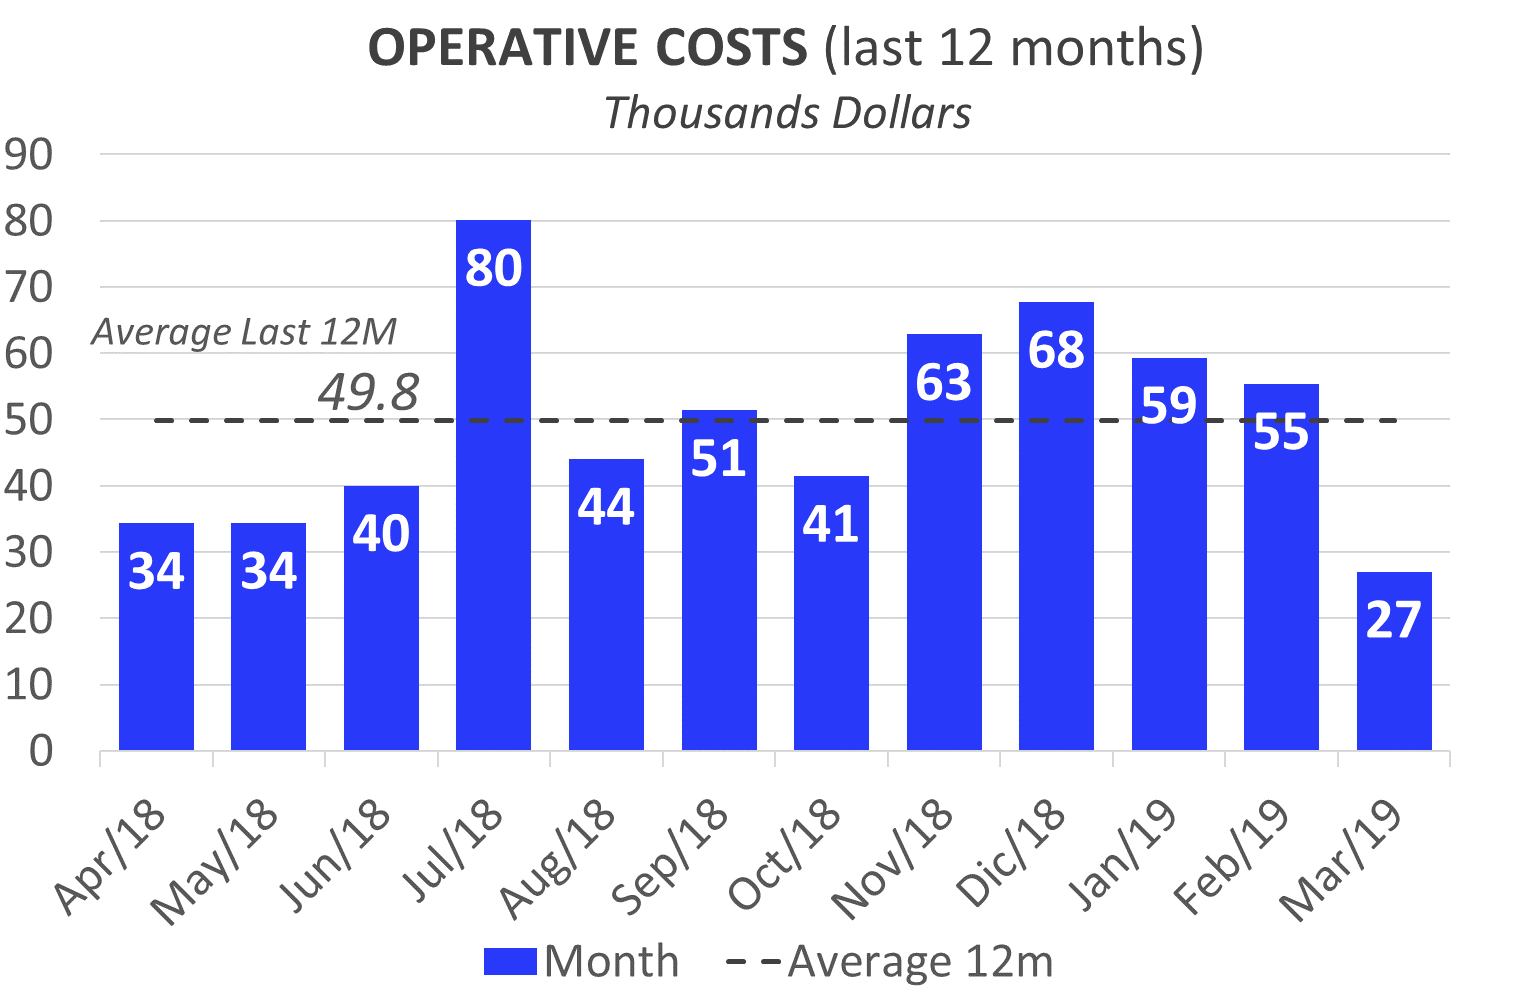 OPERATIVE COSTS (last 12 months)
Thousands Dollars
90
80
70
60
50
40
30
20
10
0
Average Last 12M
49.8
34
34
40
80
44
51
41
63
68
59
55
27
Apr/18
May/18
Jun/18
Jul/18
Aug/18
Sep/18
Oct/18
Nov/18
Dic/18
Jan/19
Feb/19
Mar/19
Month
Average 12m